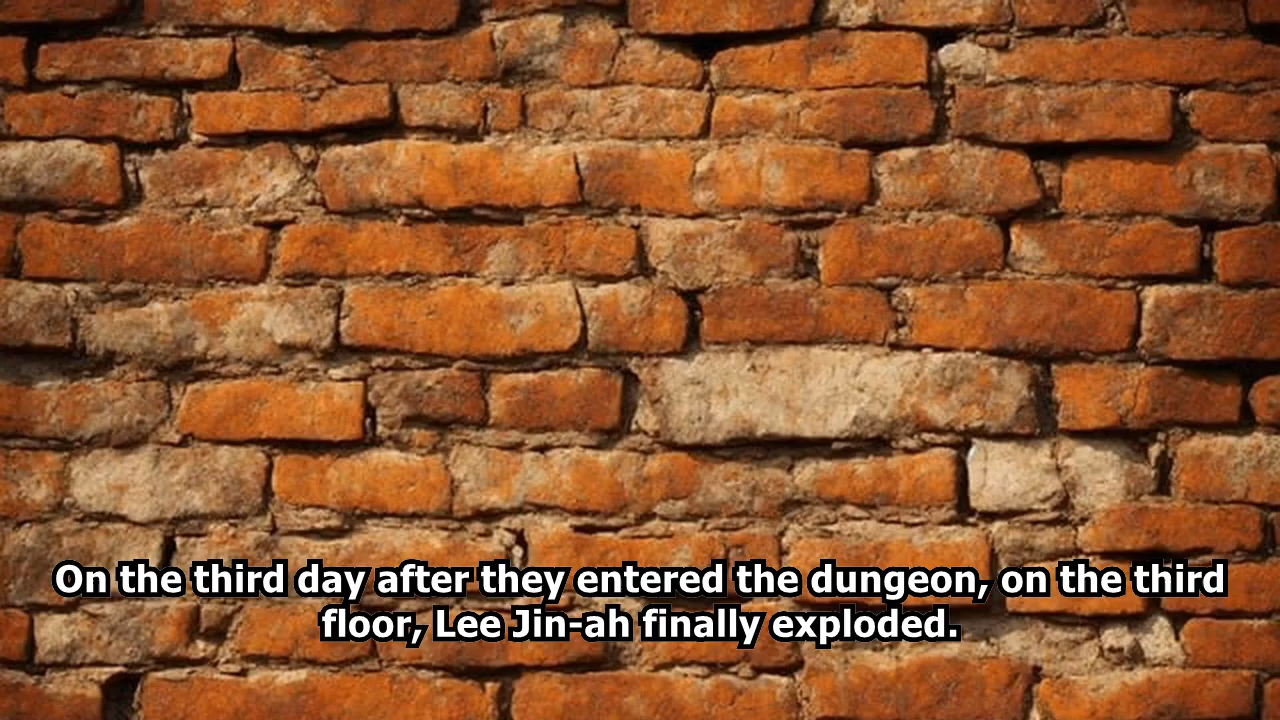 On the third day after they entered the dungeon, on the third
floor, Lee Jin-ah finally exploded.